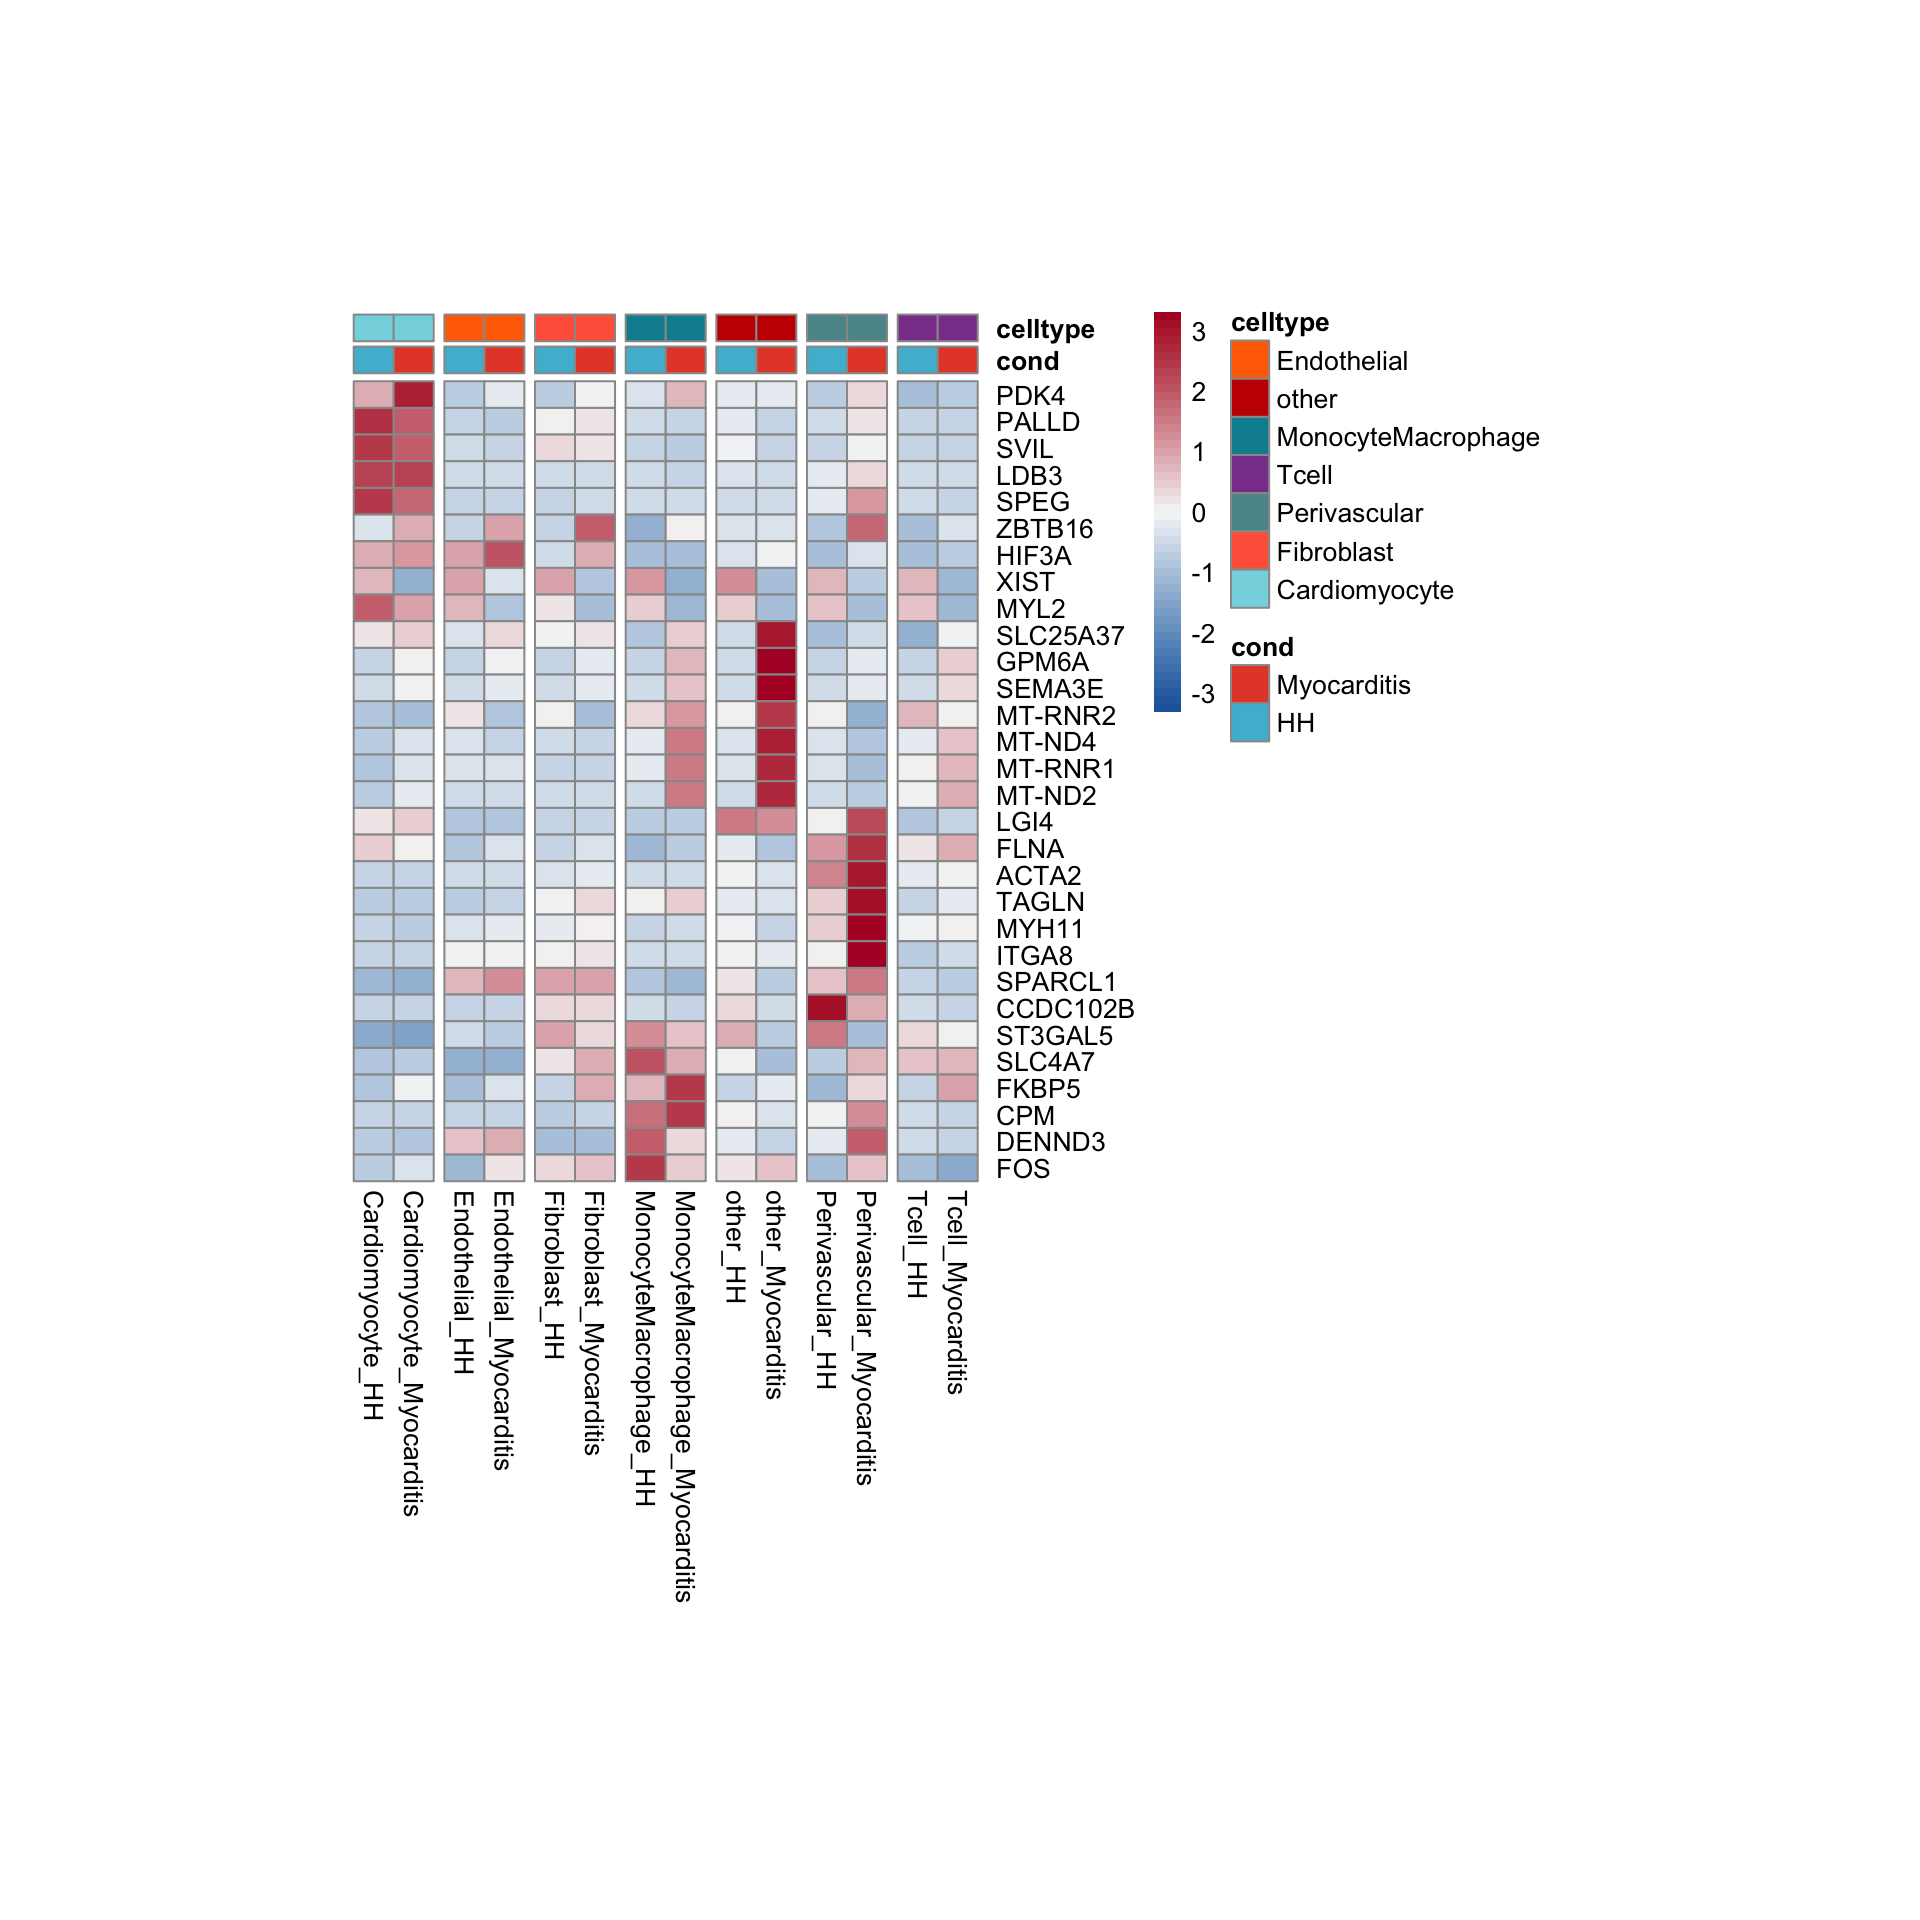 celltype
cond
PDK4
PALLD
SVIL
LDB3
SPEG
ZBTB16
HIF3A
XIST
MYL2
SLC25A37
GPM6A
SEMA3E
MT-RNR2
MT-ND4
MT-RNR1
MT-ND2
LGI4
FLNA
ACTA2
TAGLN
MYH11
ITGA8
SPARCL1
CCDC102B
ST3GAL5
SLC4A7
FKBP5
CPM
DENND3
FOS
Cardiomyocyte_HH
Cardiomyocyte_Myocarditis
Endothelial_HH
Endothelial_Myocarditis
Fibroblast_HH
Fibroblast_Myocarditis
MonocyteMacrophage_HH
MonocyteMacrophage_Myocarditis
other_HH
other_Myocarditis
Perivascular_HH
Perivascular_Myocarditis
Tcell_HH
Tcell_Myocarditis
3
2
1
0
-1
-2
-3
celltype
Endothelial
other
MonocyteMacrophage
Tcell
Perivascular
Fibroblast
Cardiomyocyte
cond
Myocarditis
HH